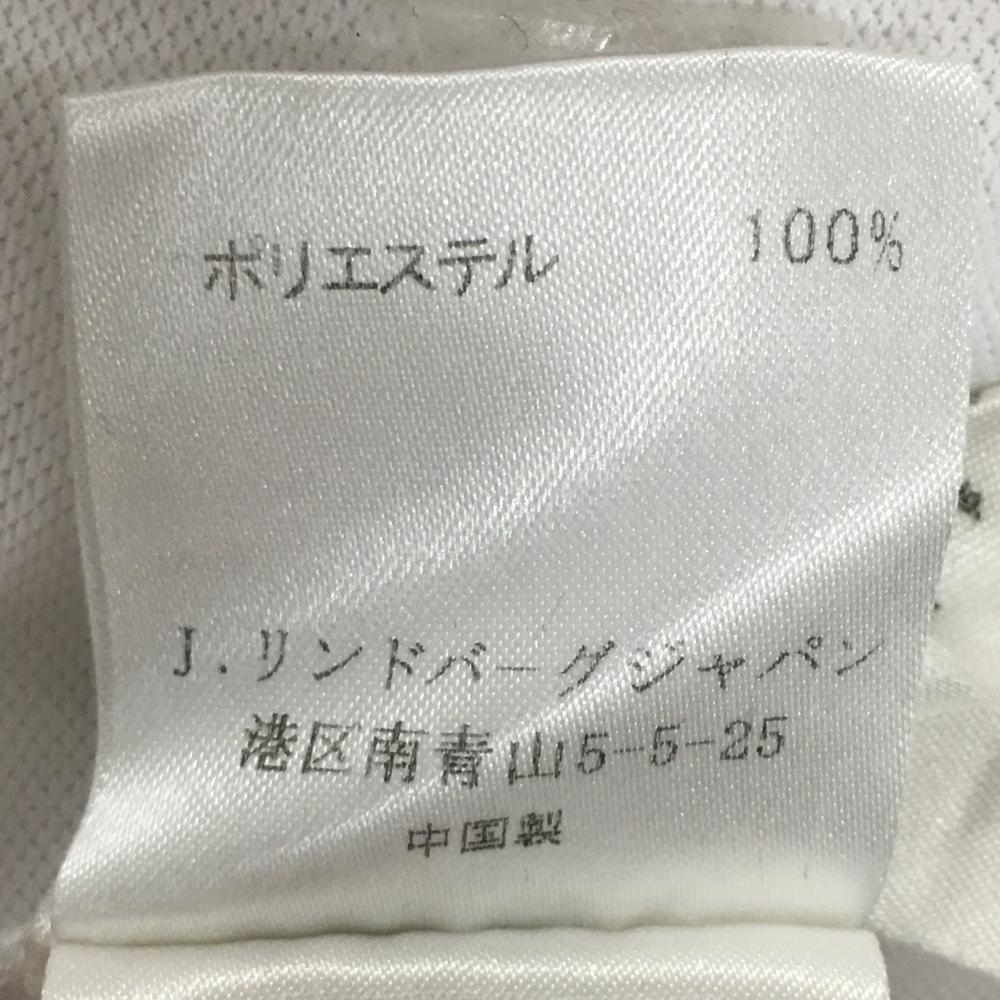 ポリエステル 100%
J.リンドバーグジャパン
港区南青山5-5-25
中国製